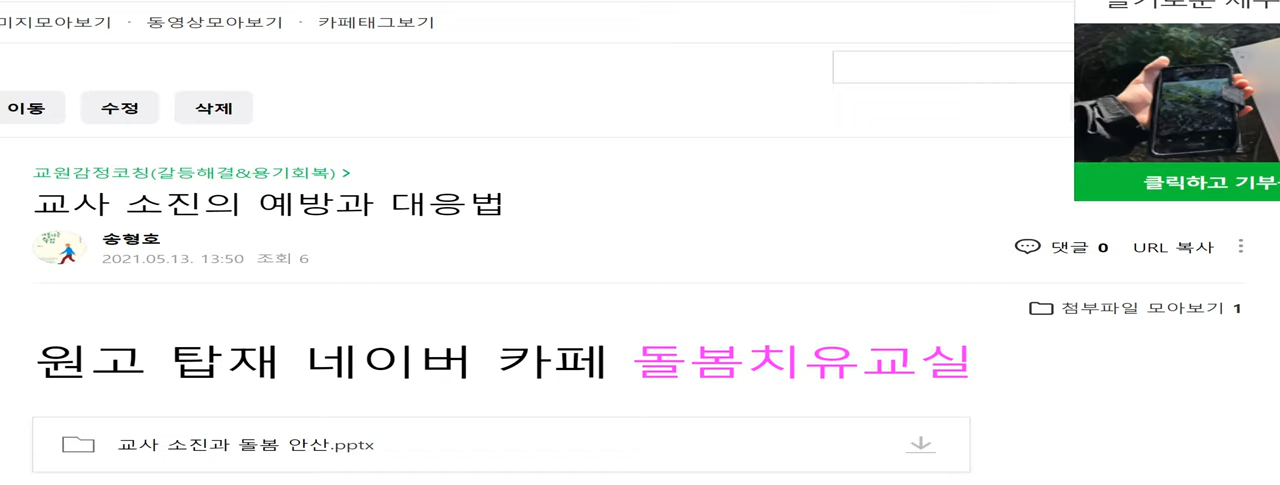 미지모아보기 · 동영상모아보기 · 카페태그보기
이동 수정 삭제
클릭하고 기부
교원감정코칭(갈등해결&용기회복) >
교사 소진의 예방과 대응법
송형호
2021.05.13. 13:50 조회 6
댓글 0 URL 복사
첨부파일 모아보기 1
원고 탑재 네이버 카페 돌봄치유교실
교사 소진과 돌봄 안산.pptx